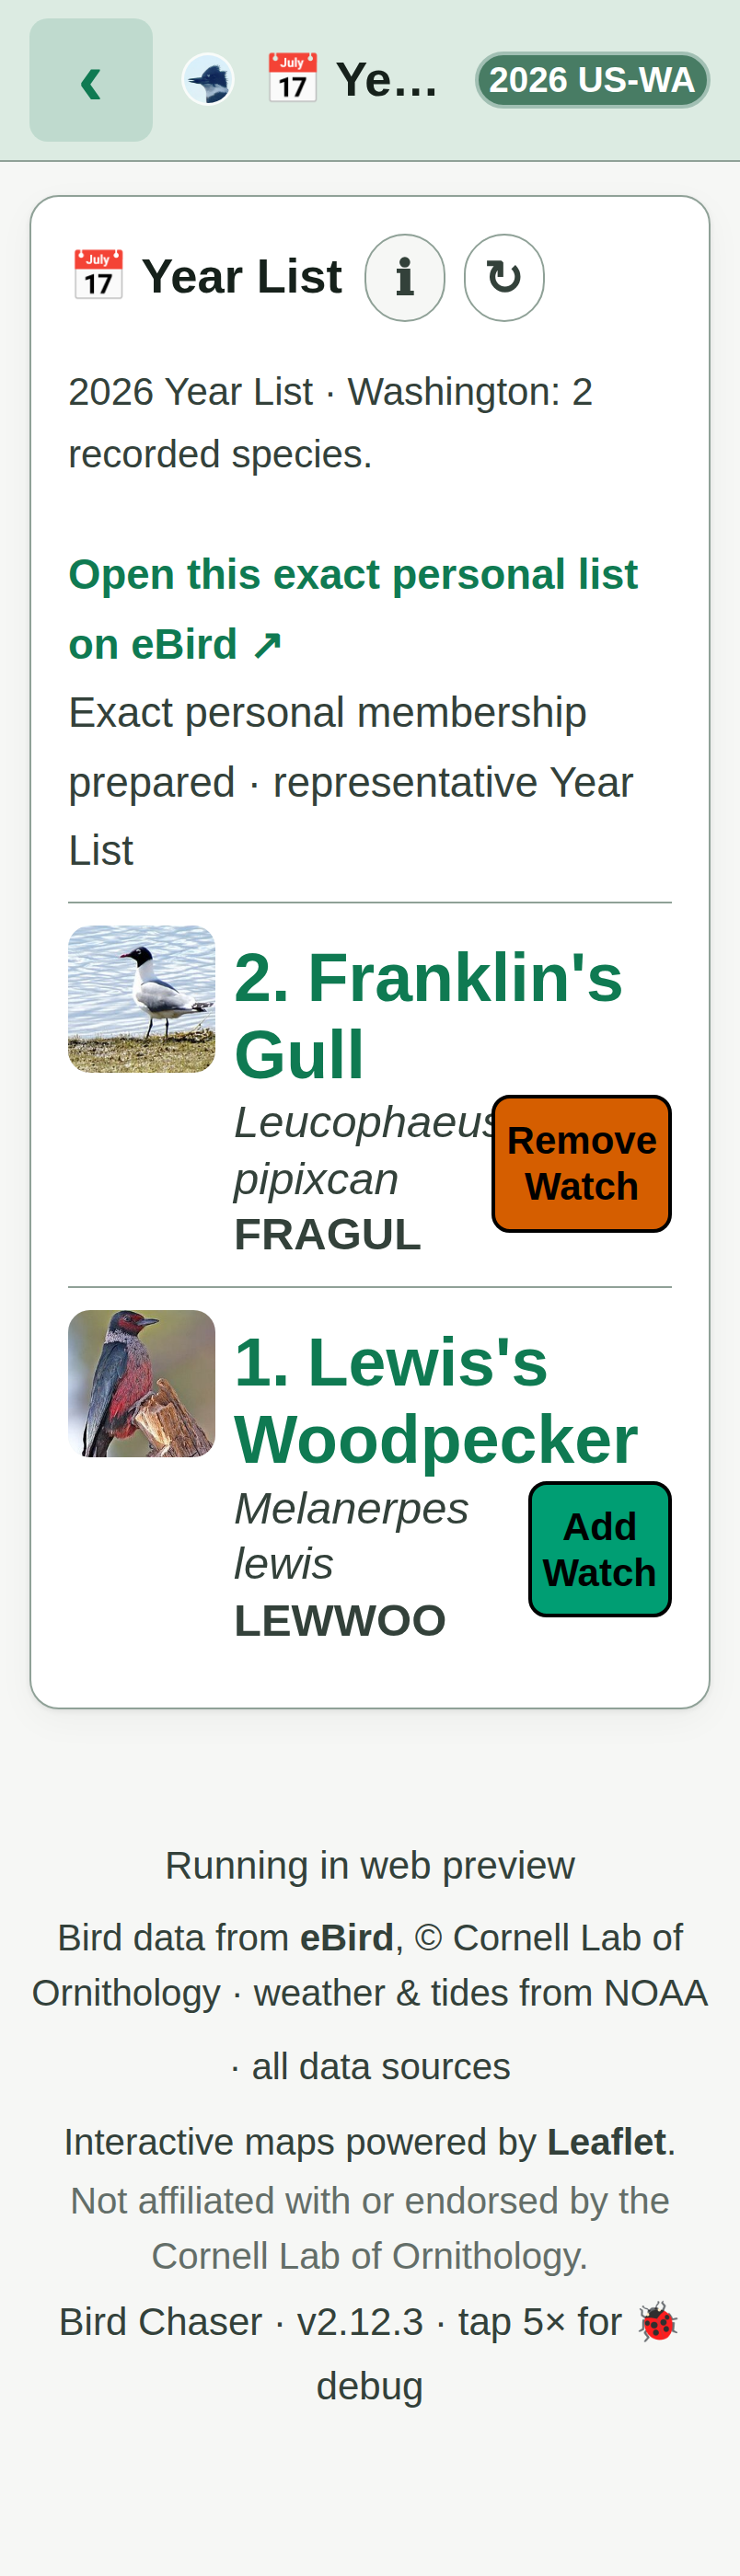 ‹ 📅 Ye... 2026 US-WA
📅 Year List ℹ ↻
2026 Year List · Washington: 2
recorded species.
Open this exact personal list
on eBird ↗
Exact personal membership
prepared · representative Year
List
2. Franklin's
Gull
Leucophaeus
pipixcan
FRAGUL
Remove
Watch
1. Lewis's
Woodpecker
Melanerpes
lewis
LEWWOO
Add
Watch
Running in web preview
Bird data from eBird, © Cornell Lab of
Ornithology · weather & tides from NOAA
· all data sources
Interactive maps powered by Leaflet.
Not affiliated with or endorsed by the
Cornell Lab of Ornithology.
Bird Chaser · v2.12.3 · tap 5× for 🐞
debug